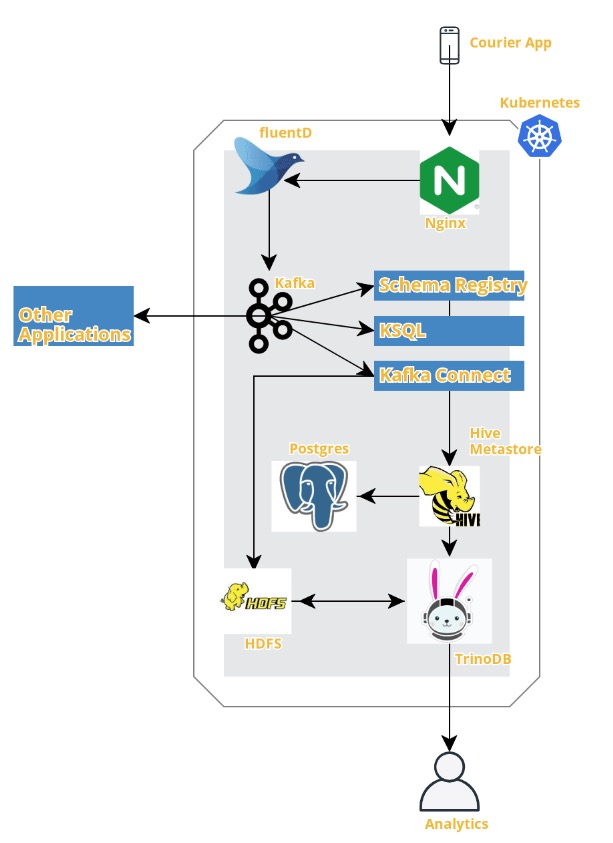 Courier App
Kubernetes
fluentD
N
Nginx
Kafka
Schema Registry
Other
Applications
KSQL
Kafka Connect
Hive
Metastore
Postgres
HIVE
HDFS
HDFS
TrinoDB
Analytics